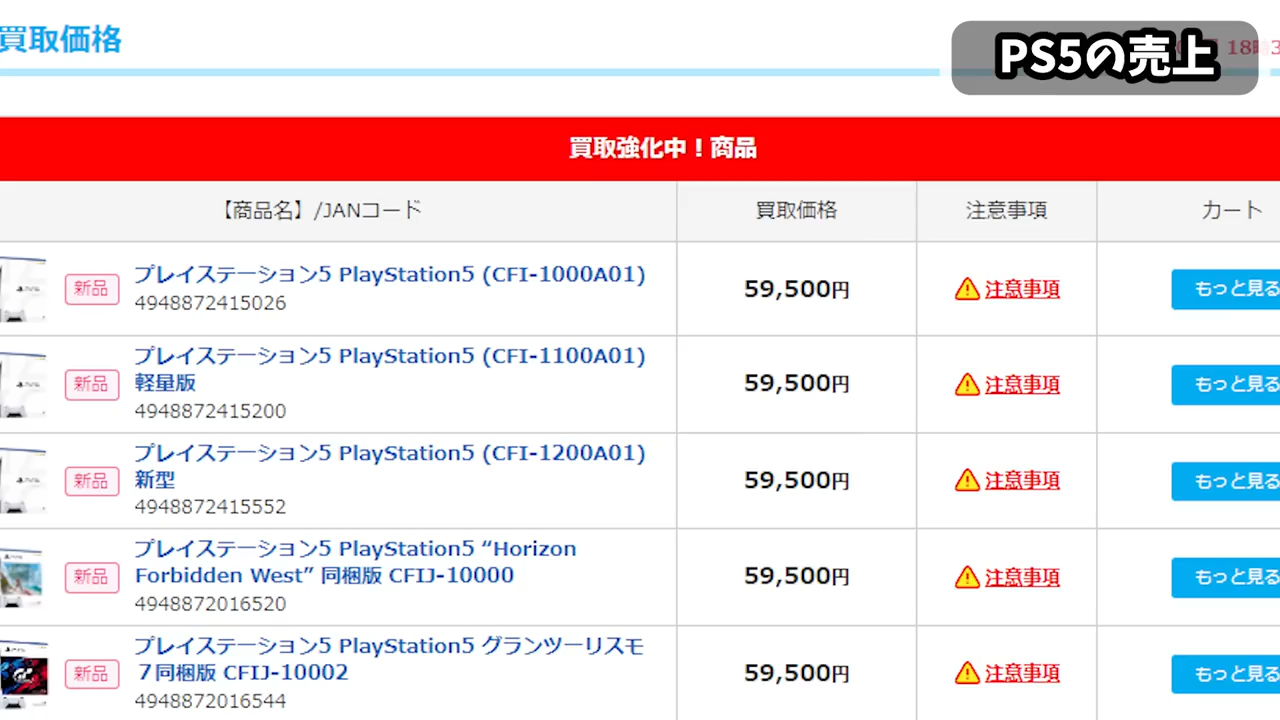 買取価格
18時3
PS5の売上
買取強化中！商品
【商品名】/JANコード
買取価格
注意事項
カート
新品
プレイステーション5 PlayStation5 (CFI-1000A01)
4948872415026
59,500円
注意事項
もっと見る
新品
プレイステーション5 PlayStation5 (CFI-1100A01)
軽量版
4948872415200
59,500円
注意事項
もっと見る
新品
プレイステーション5 PlayStation5 (CFI-1200A01)
新型
4948872415552
59,500円
注意事項
もっと見る
新品
プレイステーション5 PlayStation5 “Horizon
Forbidden West” 同梱版 CFIJ-10000
4948872016520
59,500円
注意事項
もっと見る
新品
プレイステーション5 PlayStation5 グランツーリスモ
７同梱版 CFIJ-10002
4948872016544
59,500円
注意事項
もっと見る